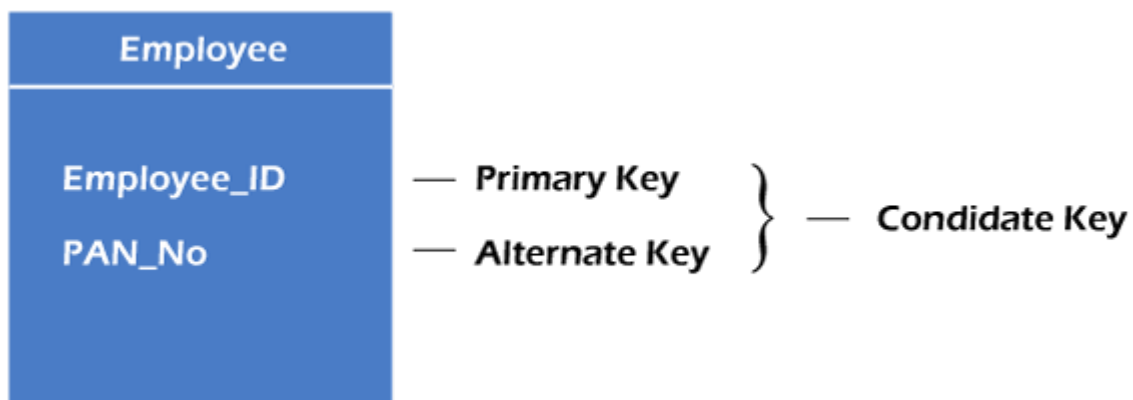 Employee
Employee_ID — Primary Key
PAN_No — Alternate Key
— Condidate Key